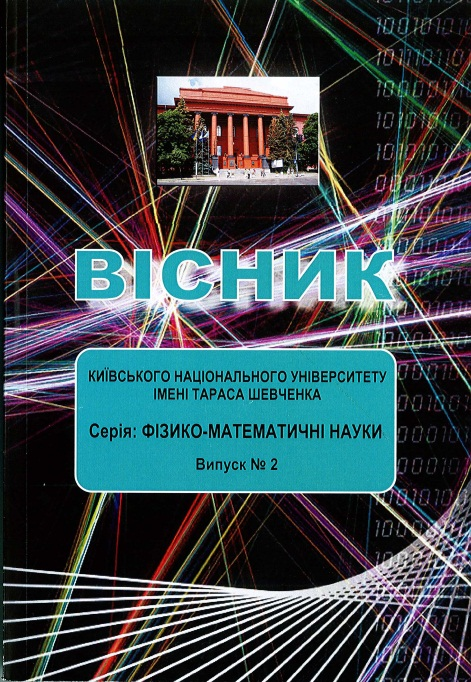 ВІСНИК
КИЇВСЬКОГО НАЦІОНАЛЬНОГО УНІВЕРСИТЕТУ
ІМЕНІ ТАРАСА ШЕВЧЕНКА
Серія: ФІЗИКО-МАТЕМАТИЧНІ НАУКИ
Випуск № 2